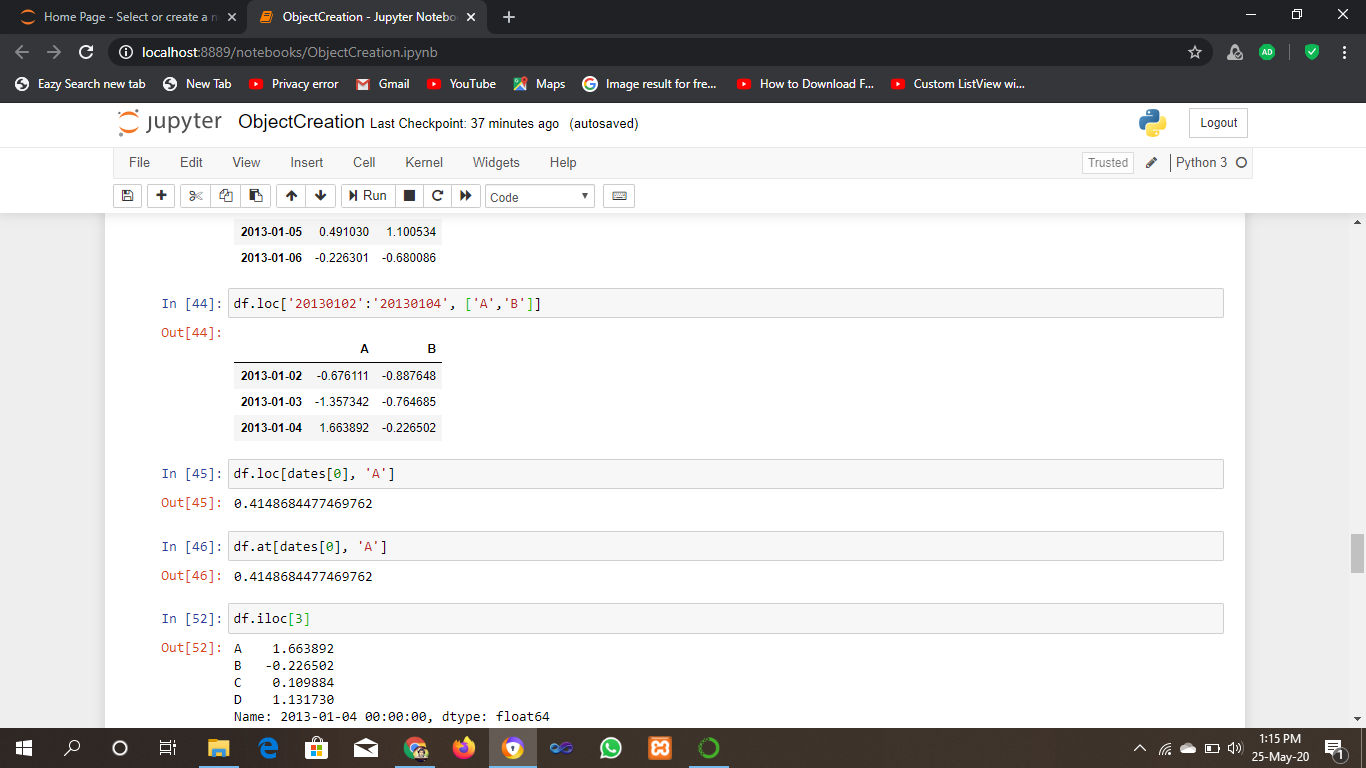 Home Page - Select or create a n
ObjectCreation - Jupyter Notebo
localhost:8889/notebooks/ObjectCreation.ipynb
AD
Eazy Search new tab
New Tab
Privacy error
Gmail
YouTube
Maps
Image result for fre...
How to Download F...
Custom ListView wi...
jupyter ObjectCreation Last Checkpoint: 37 minutes ago (autosaved)
Logout
File Edit View Insert Cell Kernel Widgets Help
Trusted
Python 3
Run
Code
2013-01-05 0.491030 1.100534
2013-01-06 -0.226301 -0.680086
In [44]: df.loc['20130102':'20130104', ['A','B']]
Out[44]:
A B
2013-01-02 -0.676111 -0.887648
2013-01-03 -1.357342 -0.764685
2013-01-04 1.663892 -0.226502
In [45]: df.loc[dates[0], 'A']
Out[45]: 0.4148684477469762
In [46]: df.at[dates[0], 'A']
Out[46]: 0.4148684477469762
In [52]: df.iloc[3]
Out[52]: A 1.663892
B -0.226502
C 0.109884
D 1.131730
Name: 2013-01-04 00:00:00, dtype: float64
1:15 PM
25-May-20
1